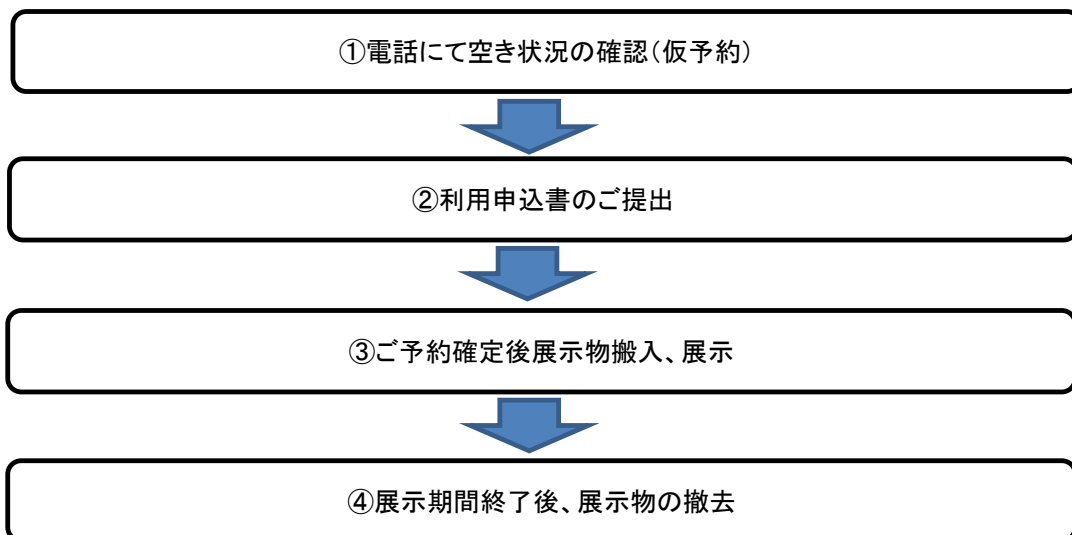 ①電話にて空き状況の確認（仮予約）
②利用申込書のご提出
③ご予約確定後展示物搬入、展示
④展示期間終了後、展示物の撤去